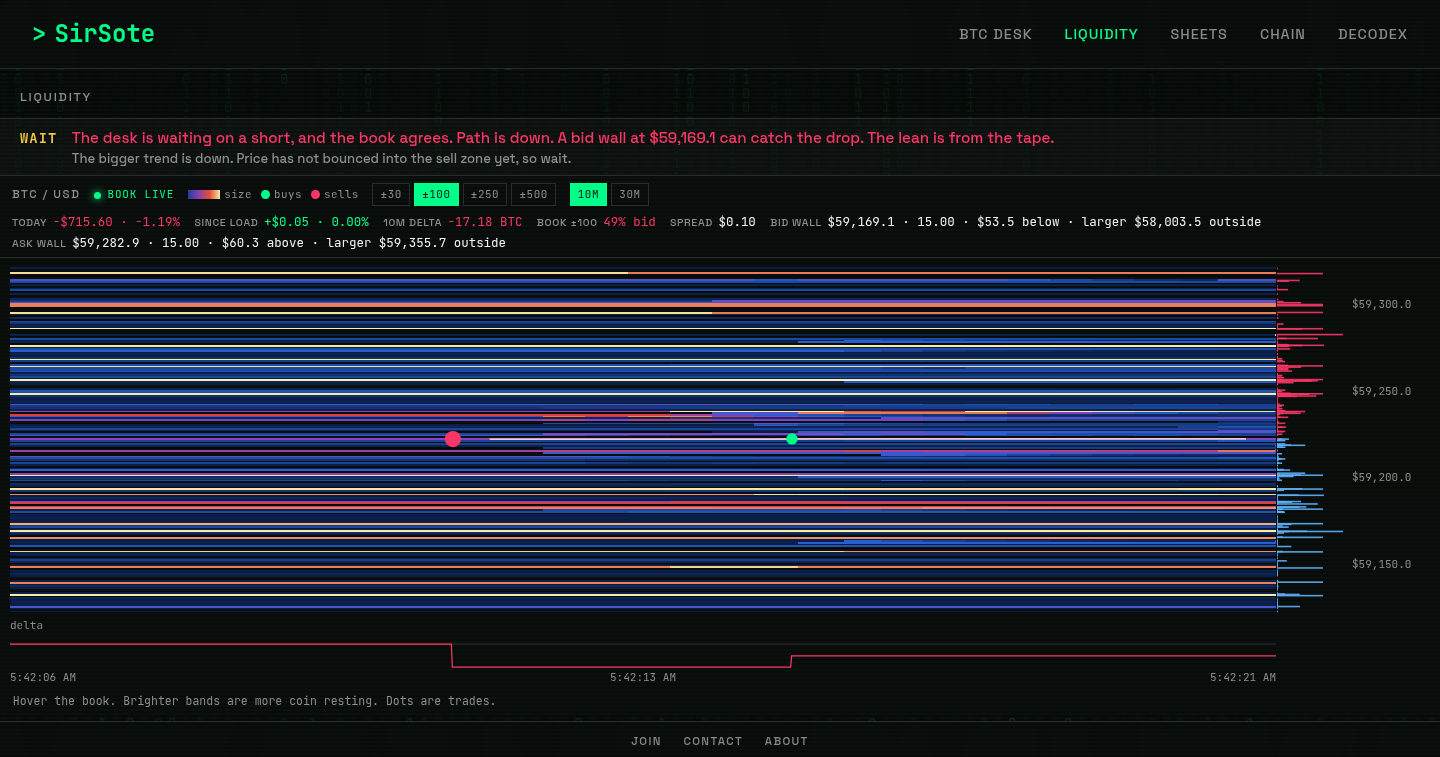 > SirSote
BTC DESK LIQUIDITY SHEETS CHAIN DECODEX
LIQUIDITY
WAIT The desk is waiting on a short, and the book agrees. Path is down. A bid wall at $59,169.1 can catch the drop. The lean is from the tape.
The bigger trend is down. Price has not bounced into the sell zone yet, so wait.
BTC / USD BOOK LIVE size buys sells ±30 ±100 ±250 ±500 10M 30M
TODAY -$715.60 · -1.19% SINCE LOAD +$0.05 · 0.00% 10M DELTA -17.18 BTC BOOK ±100 49% bid SPREAD $0.10 BID WALL $59,169.1 · 15.00 · $53.5 below · larger $58,003.5 outside
ASK WALL $59,282.9 · 15.00 · $60.3 above · larger $59,355.7 outside
$59,300.0
$59,250.0
$59,200.0
$59,150.0
delta
5:42:06 AM 5:42:13 AM 5:42:21 AM
Hover the book. Brighter bands are more coin resting. Dots are trades.
JOIN CONTACT ABOUT